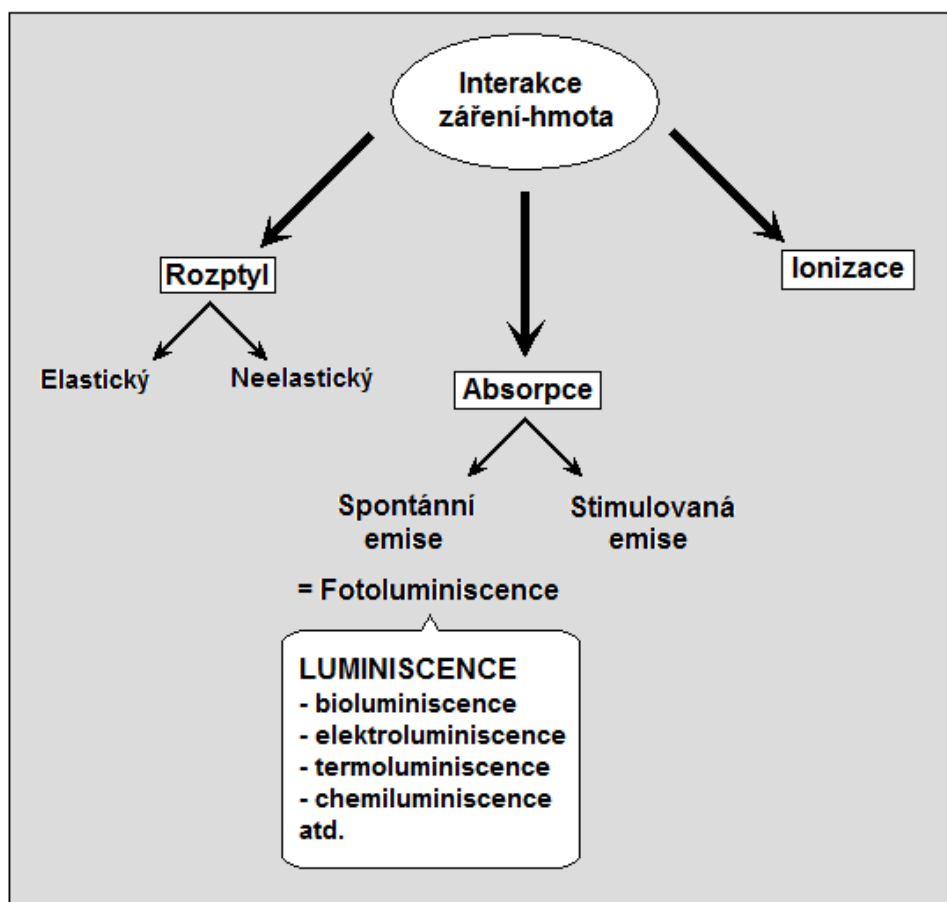 Interakce
záření-hmota
Rozptyl
Ionizace
Elastický
Neelastický
Absorpce
Spontánní
emise
Stimulovaná
emise
= Fotoluminiscence
LUMINISCENCE
- bioluminiscence
- elektroluminiscence
- termoluminiscence
- chemiluminiscence
atd.